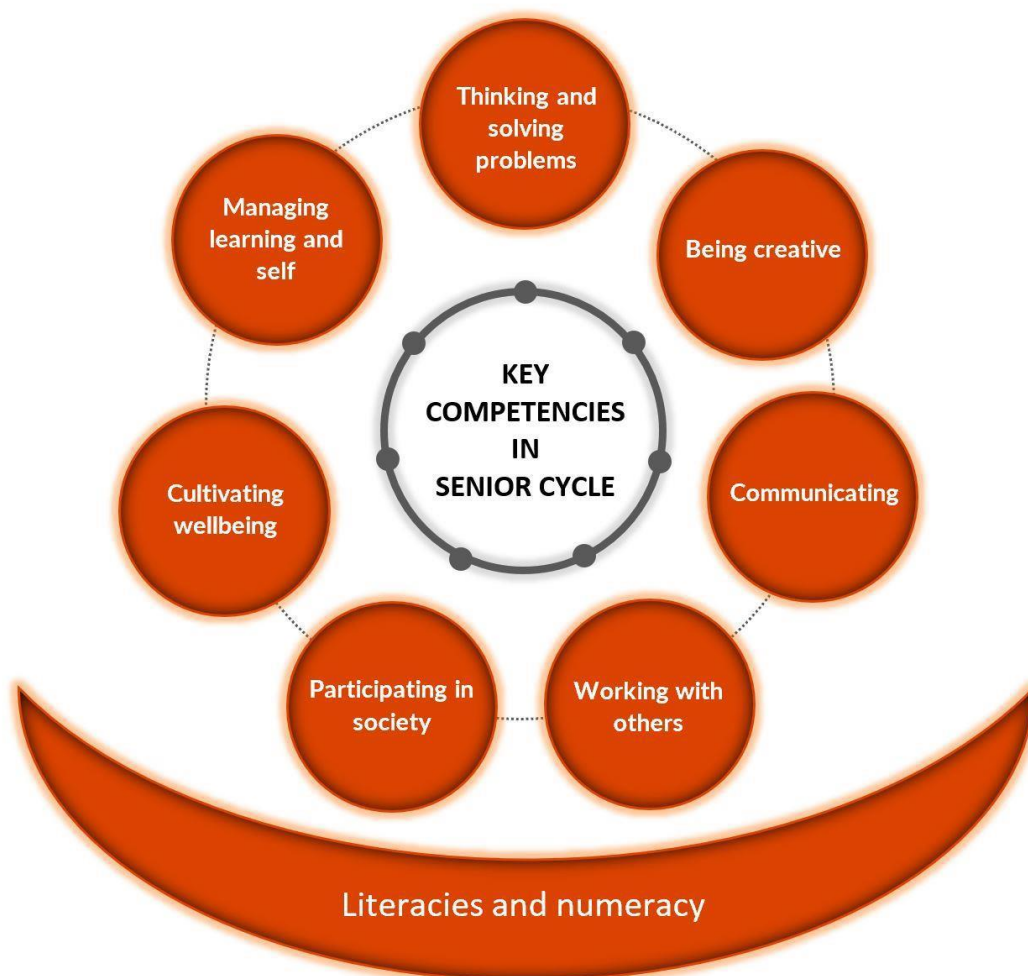 Thinking and
solving
problems
Being creative
Communicating
Working with
others
Participating in
society
Cultivating
wellbeing
Managing
learning and
self
KEY
COMPETENCIES
IN
SENIOR CYCLE
Literacies and numeracy